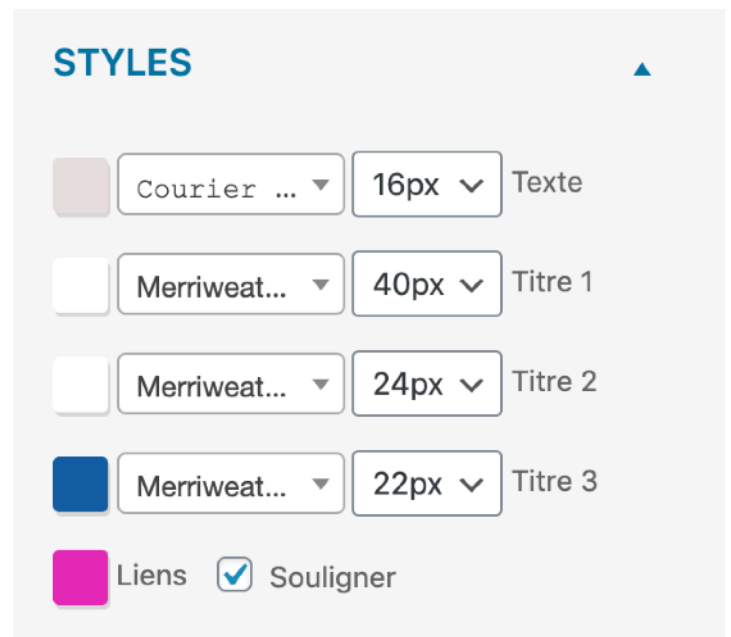 STYLES
Courier ... 16px Texte
Merriweat... 40px Titre 1
Merriweat... 24px Titre 2
Merriweat... 22px Titre 3
Liens Souligner